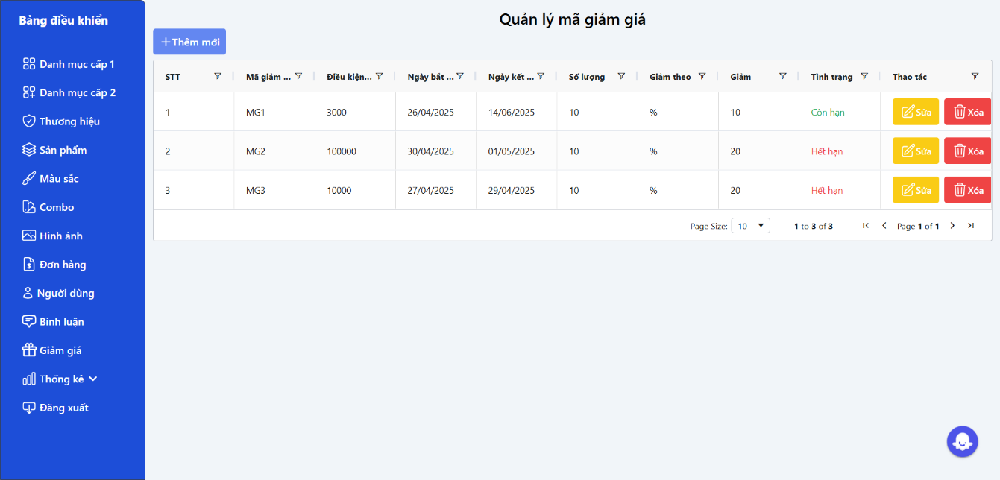 Bảng điều khiển
Danh mục cấp 1
Danh mục cấp 2
Thương hiệu
Sản phẩm
Màu sắc
Combo
Hình ảnh
Đơn hàng
Người dùng
Bình luận
Giảm giá
Thống kê
Đăng xuất
Quản lý mã giảm giá
Thêm mới
STT Mã giảm ... Điều kiện... Ngày bắt ... Ngày kết ... Số lượng Giảm theo Giảm Tình trạng Thao tác
1 MG1 3000 26/04/2025 14/06/2025 10 % 10 Còn hạn Sửa Xóa
2 MG2 100000 30/04/2025 01/05/2025 10 % 20 Hết hạn Sửa Xóa
3 MG3 10000 27/04/2025 29/04/2025 10 % 20 Hết hạn Sửa Xóa
Page Size: 10 1 to 3 of 3 Page 1 of 1